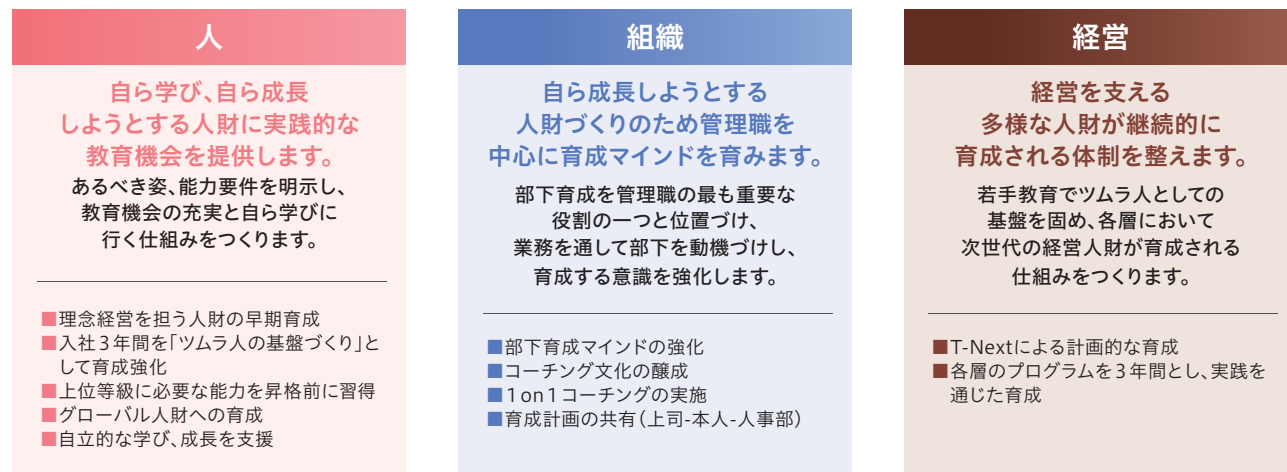 人
自ら学び、自ら成長
しようとする人財に実践的な
教育機会を提供します。
あるべき姿、能力要件を明示し、
教育機会の充実と自ら学びに
行く仕組みをつくります。
■理念経営を担う人財の早期育成
■入社3年間を「ツムラ人の基盤づくり」と
して育成強化
■上位等級に必要な能力を昇格前に習得
■グローバル人財への育成
■自立的な学び、成長を支援
組織
自ら成長しようとする
人財づくりのため管理職を
中心に育成マインドを育みます。
部下育成を管理職の最も重要な
役割の一つと位置づけ、
業務を通して部下を動機づけし、
育成する意識を強化します。
■部下育成マインドの強化
■コーチング文化の醸成
■1on1コーチングの実施
■育成計画の共有(上司-本人-人事部)
経営
経営を支える
多様な人財が継続的に
育成される体制を整えます。
若手教育でツムラ人としての
基盤を固め、各層において
次世代の経営人財が育成される
仕組みをつくります。
■T-Nextによる計画的な育成
■各層のプログラムを3年間とし、実践を
通じた育成